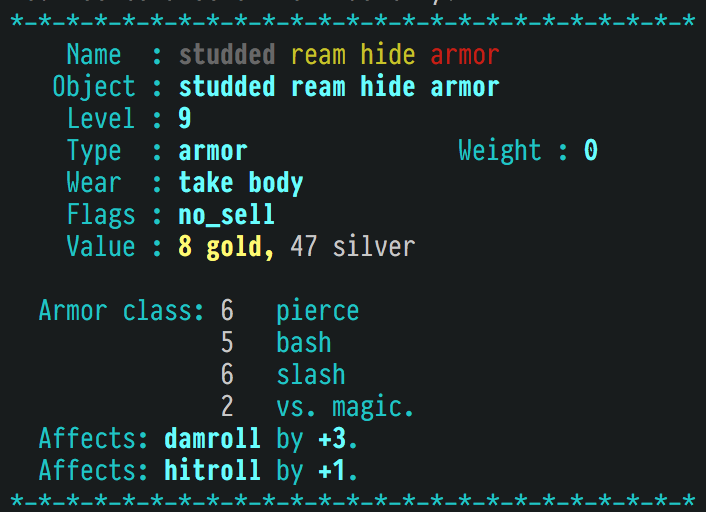 *-*-*-*-*-*-*-*-*-*-*-*-*-*-*-*-*-*-*-*-*-*-*-*-*
Name : studded ream hide armor
Object : studded ream hide armor
Level : 9
Type : armor Weight : 0
Wear : take body
Flags : no_sell
Value : 8 gold, 47 silver
Armor class: 6 pierce
5 bash
6 slash
2 vs. magic.
Affects: damroll by +3.
Affects: hitroll by +1.
*-*-*-*-*-*-*-*-*-*-*-*-*-*-*-*-*-*-*-*-*-*-*-*-*